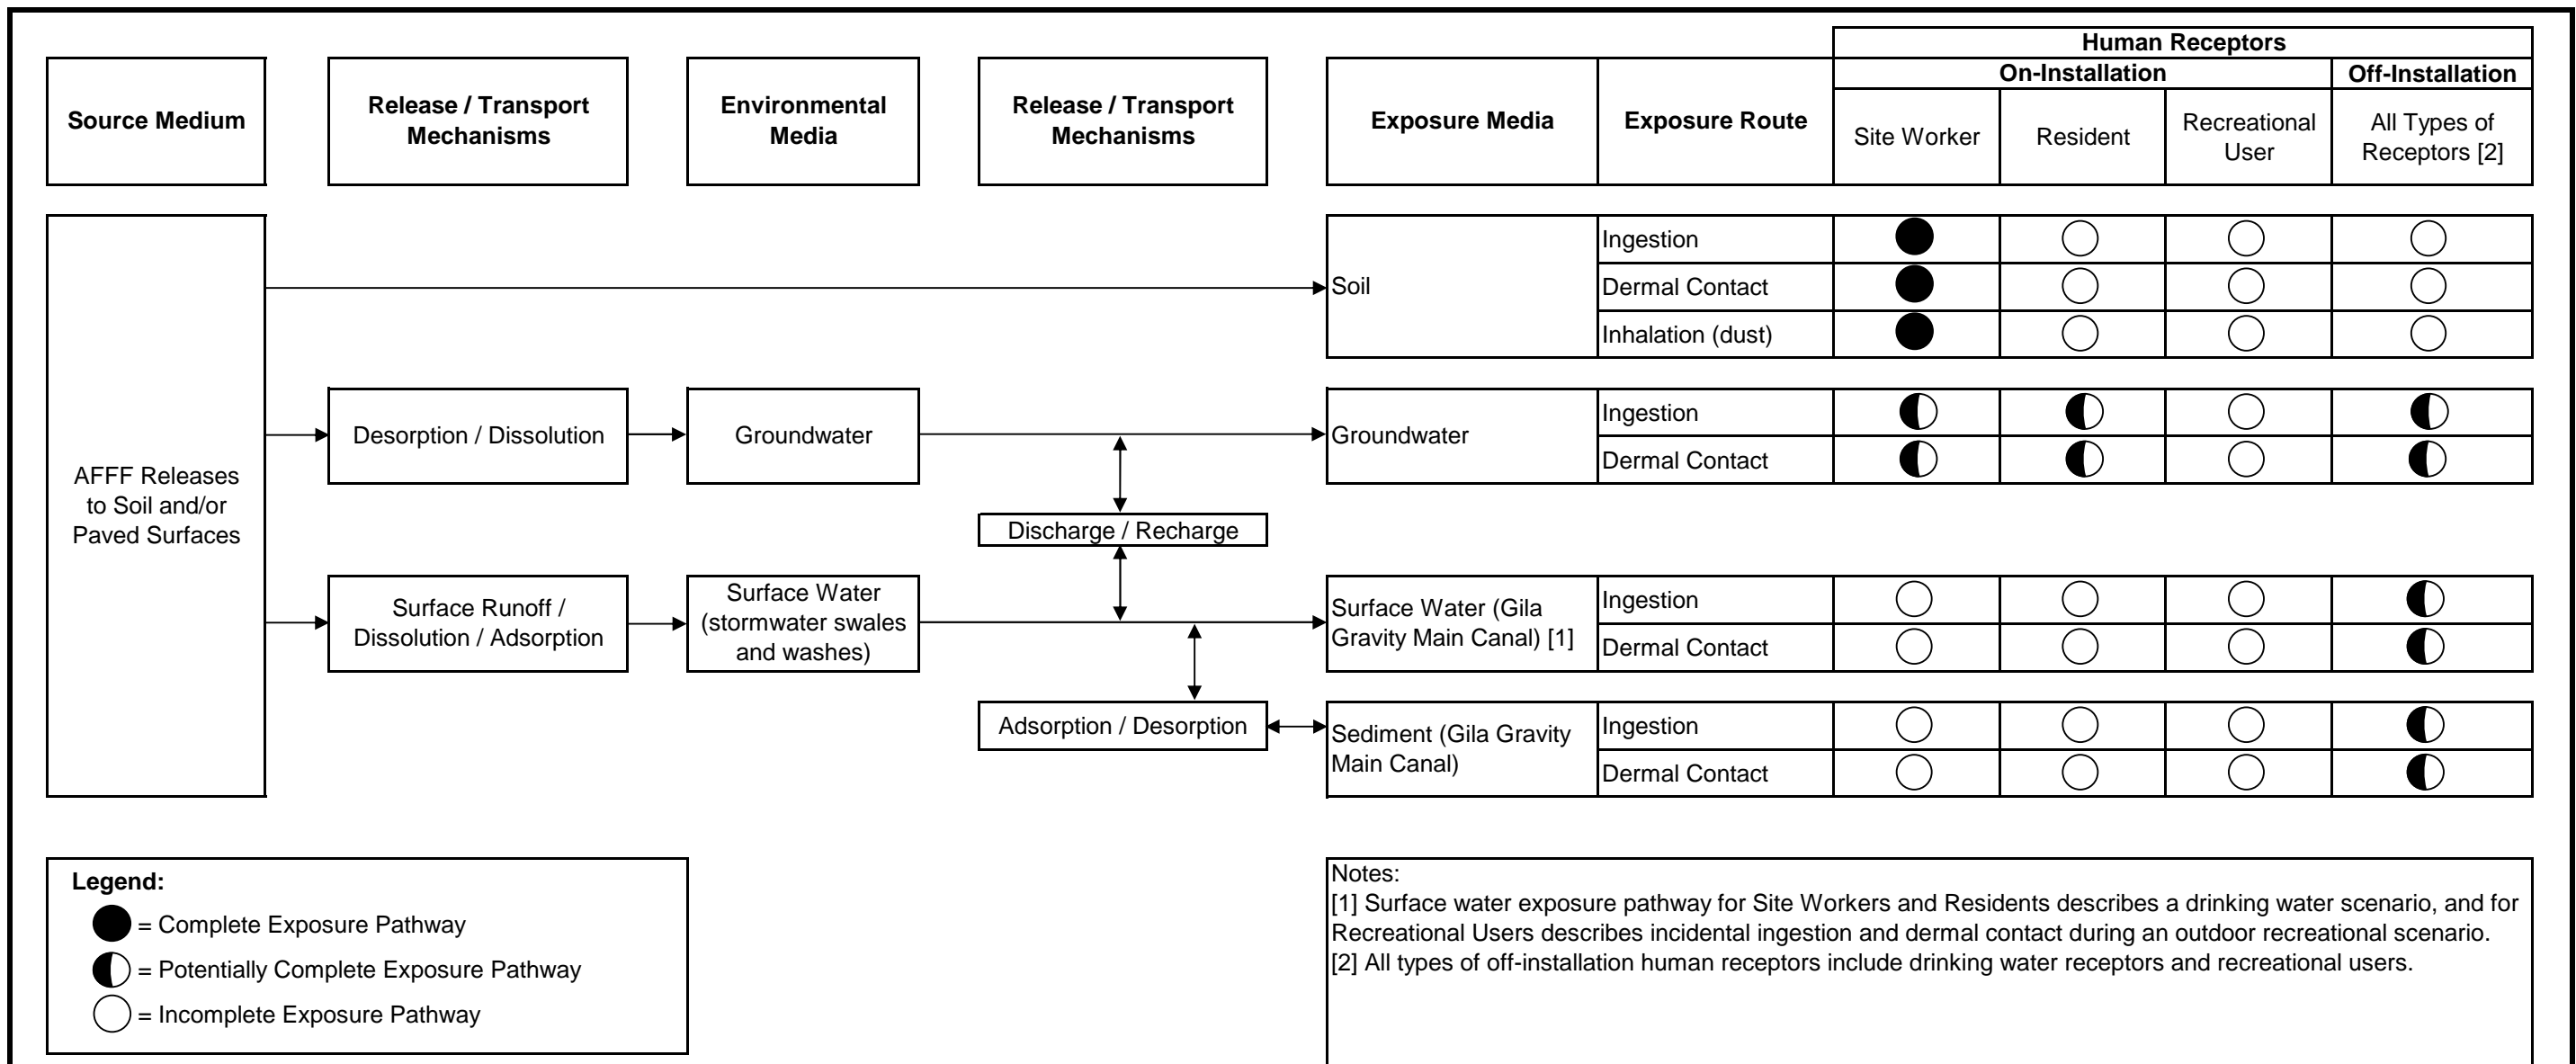 Human Receptors
On-Installation
Off-Installation
Source Medium
Release / Transport
Mechanisms
Environmental
Media
Release / Transport
Mechanisms
Exposure Media
Exposure Route
Site Worker
Resident
Recreational
User
All Types of
Receptors [2]
AFFF Releases
to Soil and/or
Paved Surfaces
Soil
Ingestion
Dermal Contact
Inhalation (dust)
Desorption / Dissolution
Groundwater
Groundwater
Ingestion
Dermal Contact
Discharge / Recharge
Surface Runoff /
Dissolution / Adsorption
Surface Water
(stormwater swales
and washes)
Surface Water (Gila
Gravity Main Canal) [1]
Ingestion
Dermal Contact
Adsorption / Desorption
Sediment (Gila Gravity
Main Canal)
Ingestion
Dermal Contact
Legend:
= Complete Exposure Pathway
= Potentially Complete Exposure Pathway
= Incomplete Exposure Pathway
Notes:
[1] Surface water exposure pathway for Site Workers and Residents describes a drinking water scenario, and for
Recreational Users describes incidental ingestion and dermal contact during an outdoor recreational scenario.
[2] All types of off-installation human receptors include drinking water receptors and recreational users.